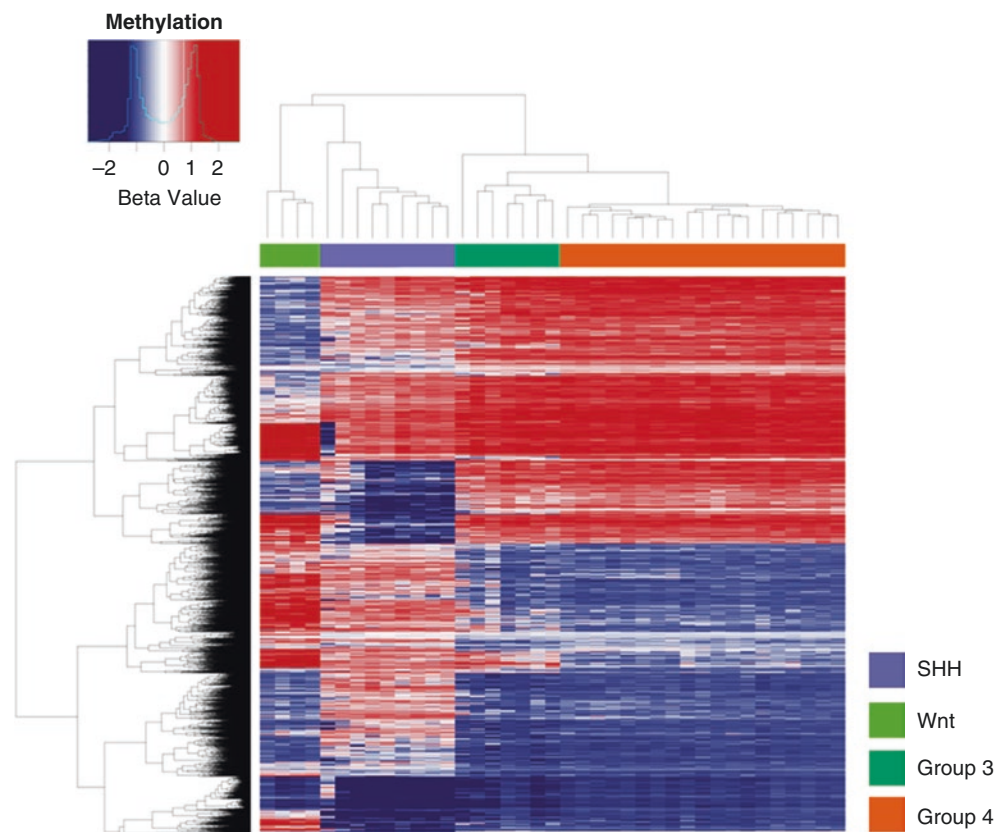 Methylation
–2 0 1 2
Beta Value
SHH
Wnt
Group 3
Group 4